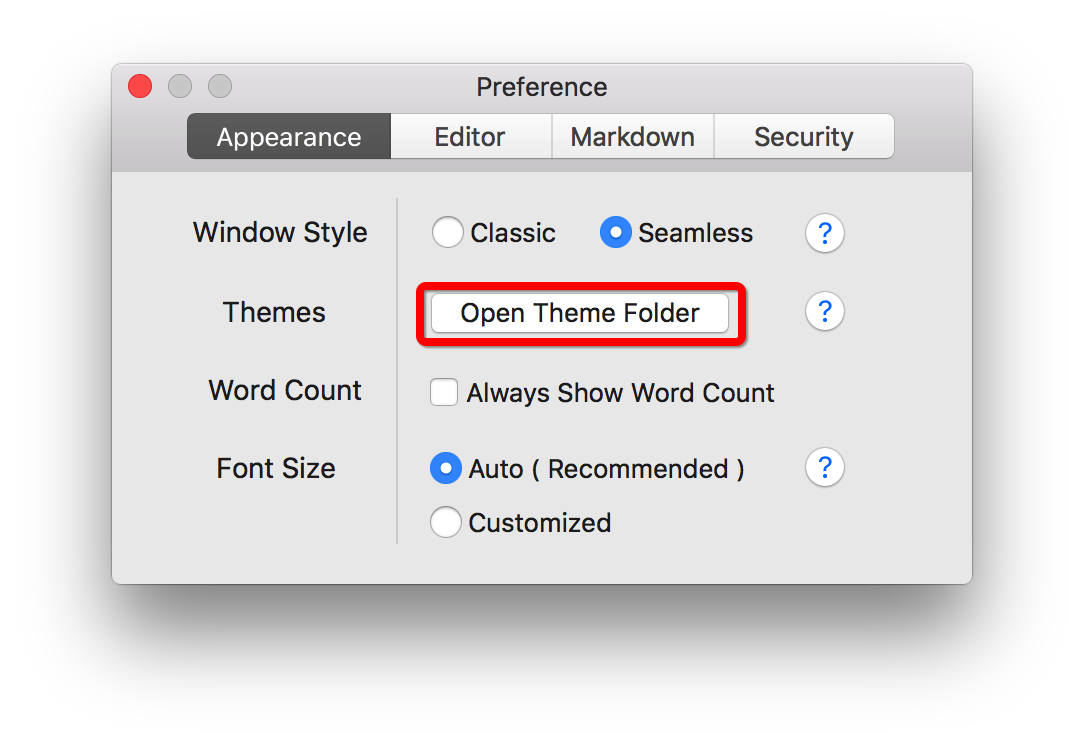 Preference
Appearance Editor Markdown Security
Window Style Classic Seamless ?
Themes Open Theme Folder ?
Word Count Always Show Word Count
Font Size Auto ( Recommended ) ?
Customized